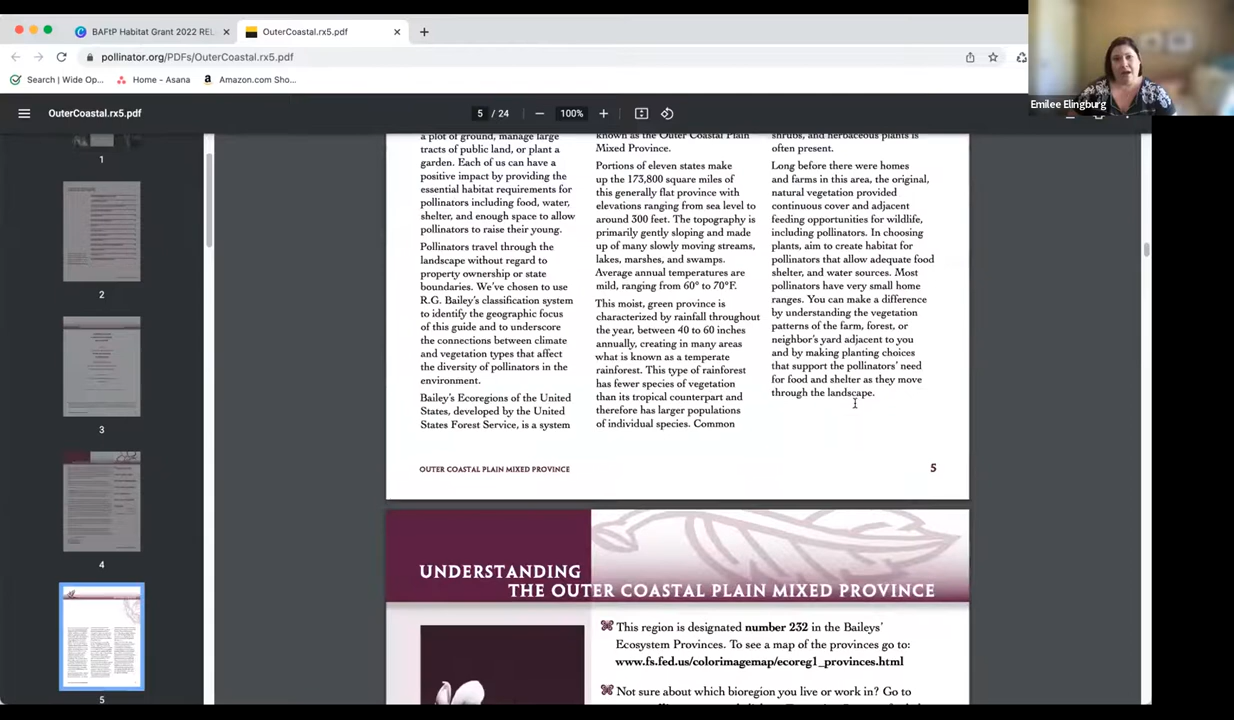 BAFtP Habitat Grant 2022 REL
OuterCoastal.rx5.pdf
pollinator.org/PDFs/OuterCoastal.rx5.pdf
Search | Wide Op...
Home - Asana
Amazon.com Sho...
Emilee Elingburg
OuterCoastal.rx5.pdf
5 / 24
100%
1
2
3
4
5
a plot of ground, manage large
tracts of public land, or plant a
garden. Each of us can have a
positive impact by providing the
essential habitat requirements for
pollinators including food, water,
shelter, and enough space to allow
pollinators to raise their young.
Pollinators travel through the
landscape without regard to
property ownership or state
boundaries. We've chosen to use
R.G. Bailey's classification system
to identify the geographic focus
of this guide and to underscore
the connections between climate
and vegetation types that affect
the diversity of pollinators in the
environment.
Bailey's Ecoregions of the United
States, developed by the United
States Forest Service, is a system
known as the Outer Coastal Plain
Mixed Province.
Portions of eleven states make
up the 173,800 square miles of
this generally flat province with
elevations ranging from sea level to
around 300 feet. The topography is
primarily gently sloping and made
up of many slowly moving streams,
lakes, marshes, and swamps.
Average annual temperatures are
mild, ranging from 60° to 70°F.
This moist, green province is
characterized by rainfall throughout
the year, between 40 to 60 inches
annually, creating in many areas
what is known as a temperate
rainforest. This type of rainforest
has fewer species of vegetation
than its tropical counterpart and
therefore has larger populations
of individual species. Common
shrubs, and herbaceous plants is
often present.
Long before there were homes
and farms in this area, the original,
natural vegetation provided
continuous cover and adjacent
feeding opportunities for wildlife,
including pollinators. In choosing
plants, aim to create habitat for
pollinators that allow adequate food
shelter, and water sources. Most
pollinators have very small home
ranges. You can make a difference
by understanding the vegetation
patterns of the farm, forest, or
neighbor's yard adjacent to you
and by making planting choices
that support the pollinators' need
for food and shelter as they move
through the landscape.
OUTER COASTAL PLAIN MIXED PROVINCE
5
UNDERSTANDING
THE OUTER COASTAL PLAIN MIXED PROVINCE
This region is designated number 232 in the Baileys'
Ecosystem Provinces. To see a map of the provinces go to:
www.fs.fed.us/colorimagemap/ecoreg1_provinces.html
Not sure about which bioregion you live or work in? Go to